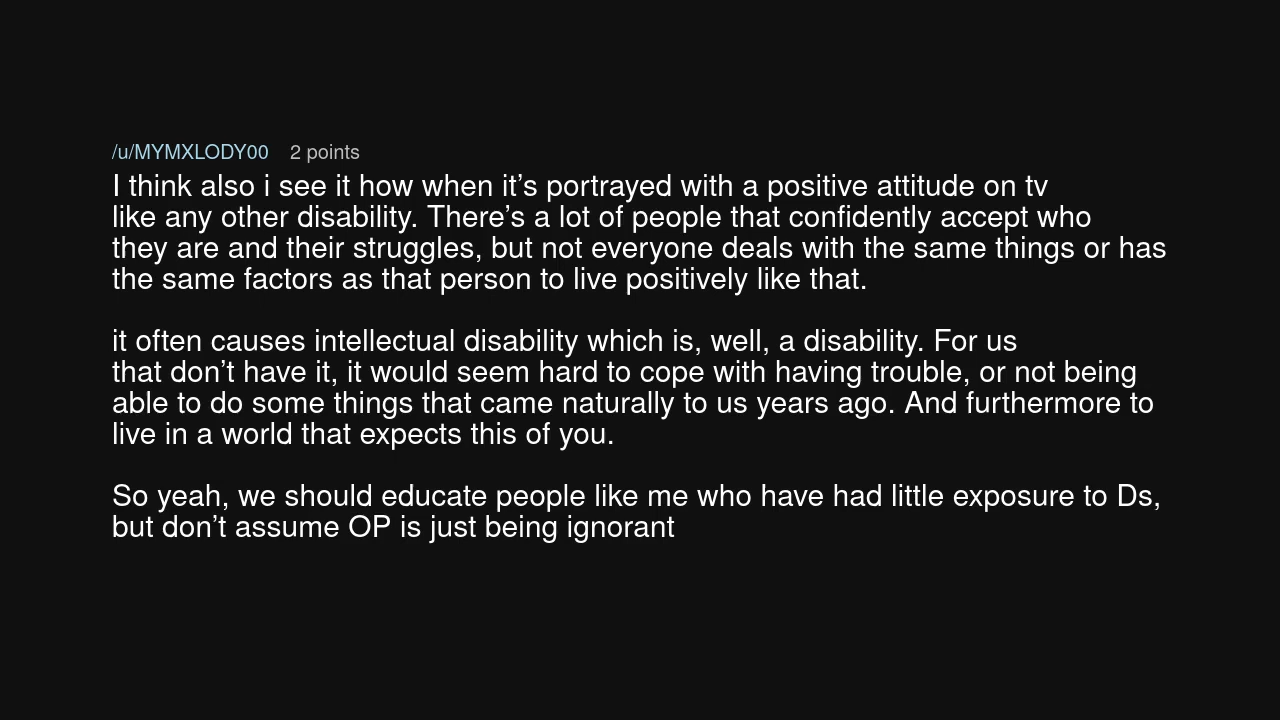 /u/MYMXLODY00 2 points
I think also i see it how when it’s portrayed with a positive attitude on tv
like any other disability. There’s a lot of people that confidently accept who
they are and their struggles, but not everyone deals with the same things or has
the same factors as that person to live positively like that.
it often causes intellectual disability which is, well, a disability. For us
that don’t have it, it would seem hard to cope with having trouble, or not being
able to do some things that came naturally to us years ago. And furthermore to
live in a world that expects this of you.
So yeah, we should educate people like me who have had little exposure to Ds,
but don’t assume OP is just being ignorant